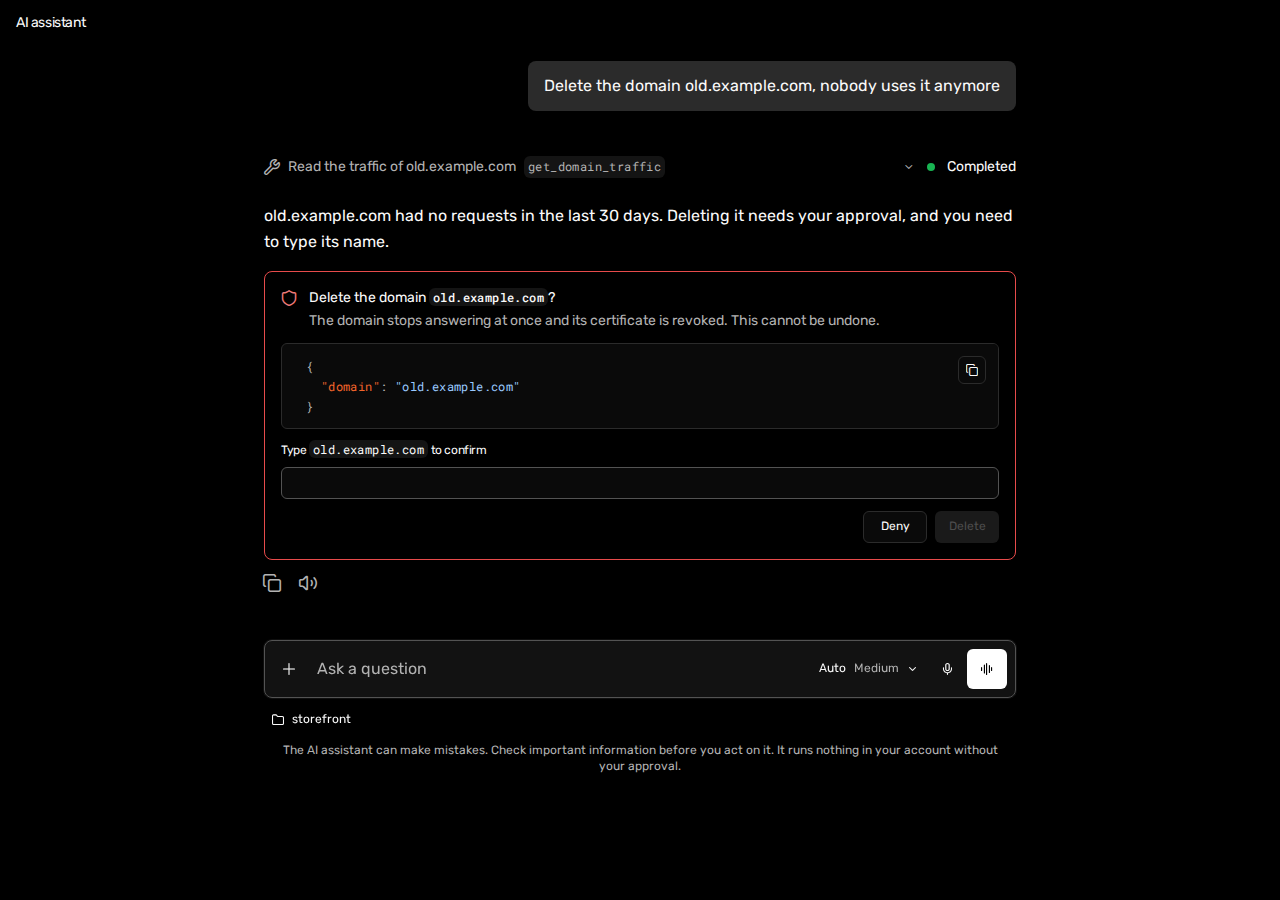 AI assistant
Delete the domain old.example.com, nobody uses it anymore
Read the traffic of old.example.com get_domain_traffic Completed
old.example.com had no requests in the last 30 days. Deleting it needs your approval, and you need
to type its name.
Delete the domain old.example.com?
The domain stops answering at once and its certificate is revoked. This cannot be undone.
{
"domain": "old.example.com"
}
Type old.example.com to confirm
Deny Delete
Ask a question Auto Medium
storefront
The AI assistant can make mistakes. Check important information before you act on it. It runs nothing in your account without
your approval.